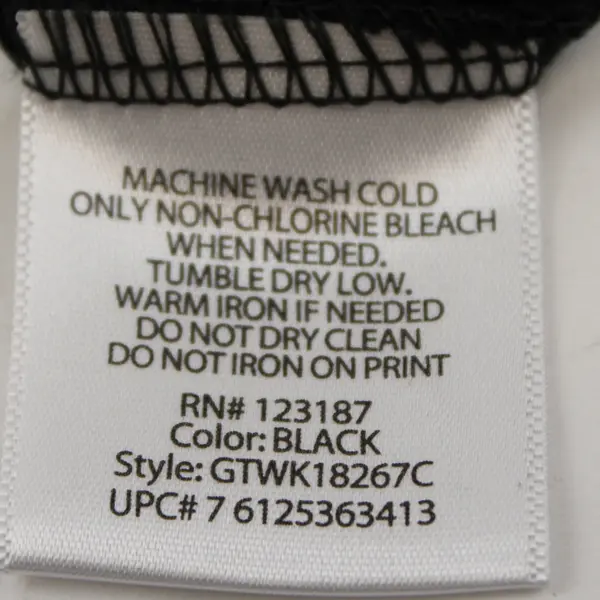 MACHINE WASH COLD
ONLY NON-CHLORINE BLEACH
WHEN NEEDED.
TUMBLE DRY LOW.
WARM IRON IF NEEDED
DO NOT DRY CLEAN
DO NOT IRON ON PRINT
RN# 123187
Color: BLACK
Style: GTWK18267C
UPC# 7 6125363413